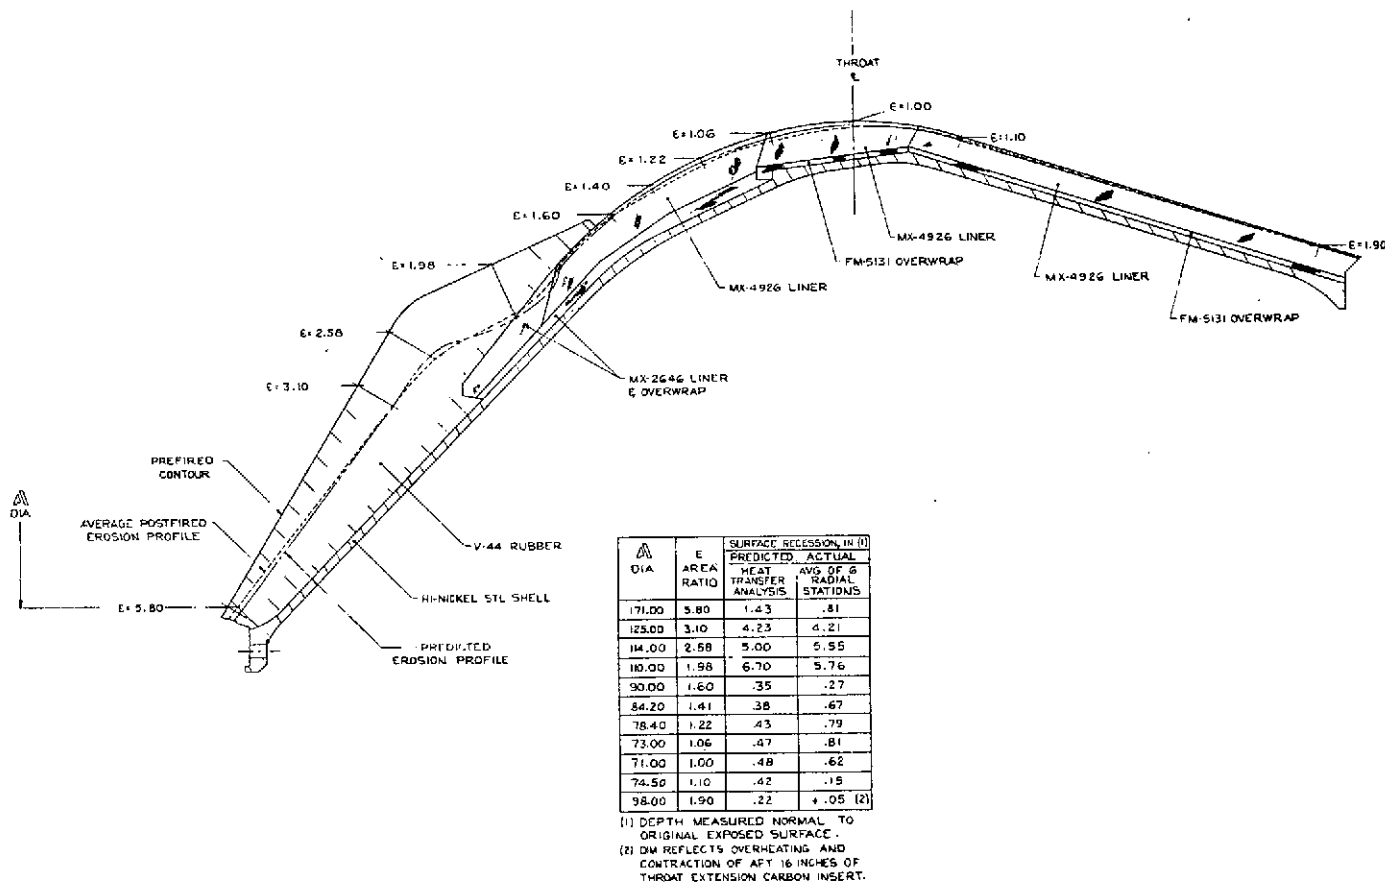 THROAT
℄
E=1.00
E=1.06
E=1.10
E=1.22
E=1.40
E=1.60
E=1.90
E=1.98
MX-4926 LINER
FM-5131 OVERWRAP
MX-4926 LINER
MX-4926 LINER
FM-5131 OVERWRAP
E=2.58
E=3.10
MX-2646 LINER
& OVERWRAP
PREFIRED
CONTOUR
DIA
AVERAGE POSTFIRED
EROSION PROFILE
V-44 RUBBER
HI-NICKEL STL SHELL
E=5.80
PREDICTED
EROSION PROFILE
DIA E AREA RATIO SURFACE RECESSION, IN (1)
PREDICTED ACTUAL
HEAT TRANSFER ANALYSIS AVG OF 6 RADIAL STATIONS
171.00 5.80 1.43 .81
125.00 3.10 4.23 4.21
114.00 2.58 5.00 5.55
110.00 1.98 6.70 5.76
90.00 1.60 .35 .27
84.20 1.41 .38 .67
78.40 1.22 .43 .79
73.00 1.06 .47 .81
71.00 1.00 .48 .62
74.50 1.10 .42 .15
98.00 1.90 .22 + .05 (2)
(1) DEPTH MEASURED NORMAL TO
ORIGINAL EXPOSED SURFACE.
(2) DIM REFLECTS OVERHEATING AND
CONTRACTION OF AFT 16 INCHES OF
THROAT EXTENSION CARBON INSERT.